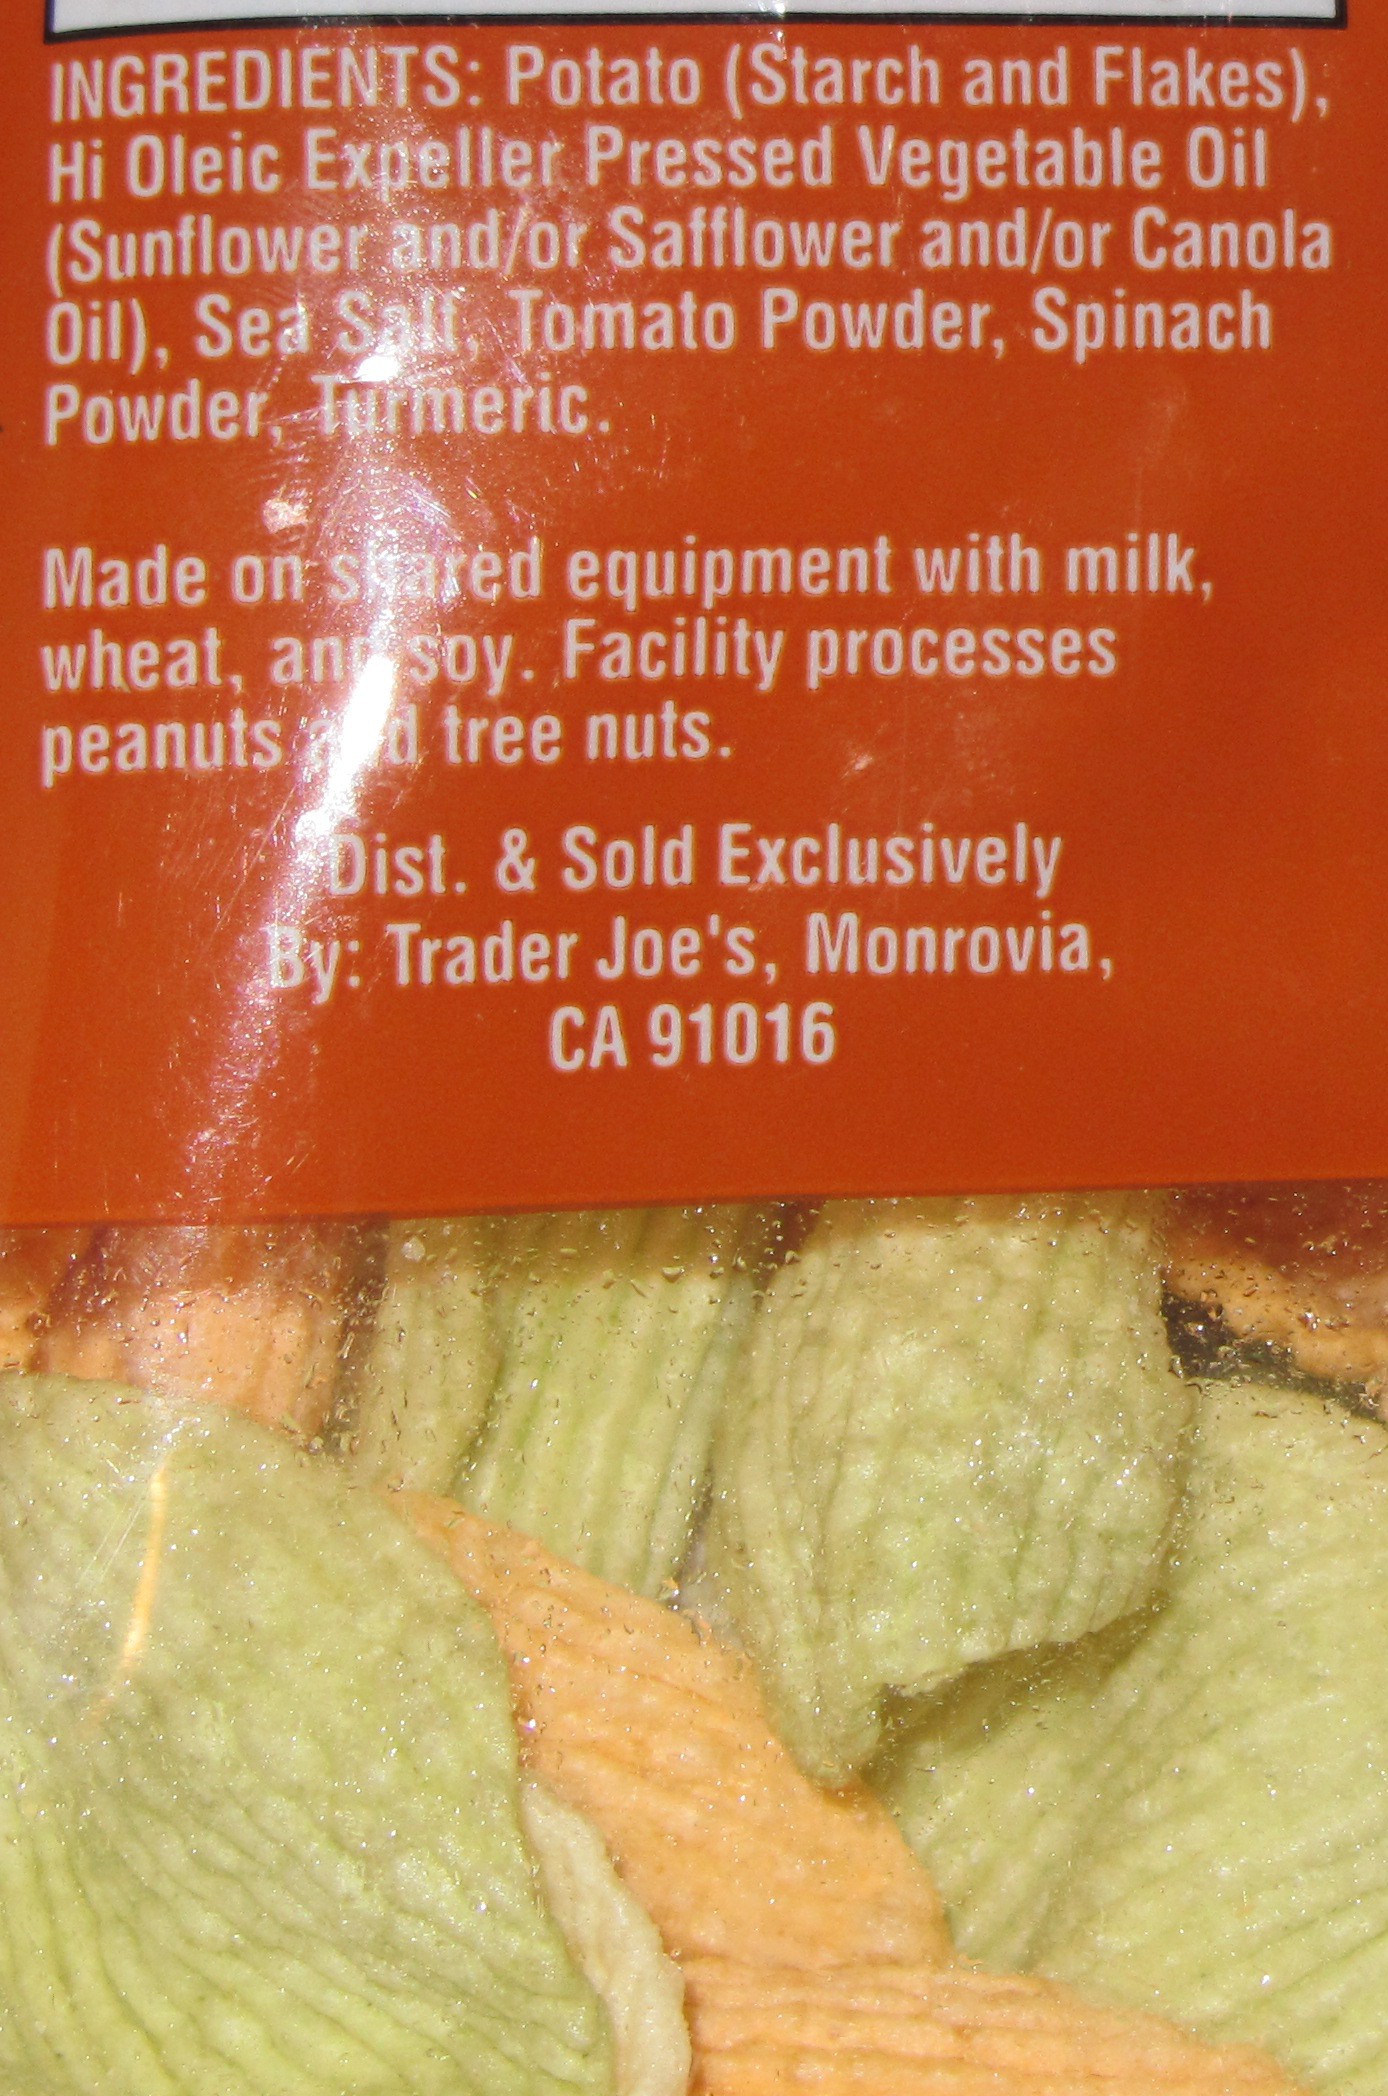 INGREDIENTS: Potato (Starch and Flakes),
Hi Oleic Expeller Pressed Vegetable Oil
(Sunflower and/or Safflower and/or Canola
Oil), Sea Salt, Tomato Powder, Spinach
Powder, Turmeric.
Made on shared equipment with milk,
wheat, and soy. Facility processes
peanuts and tree nuts.
Dist. & Sold Exclusively
By: Trader Joe's, Monrovia,
CA 91016